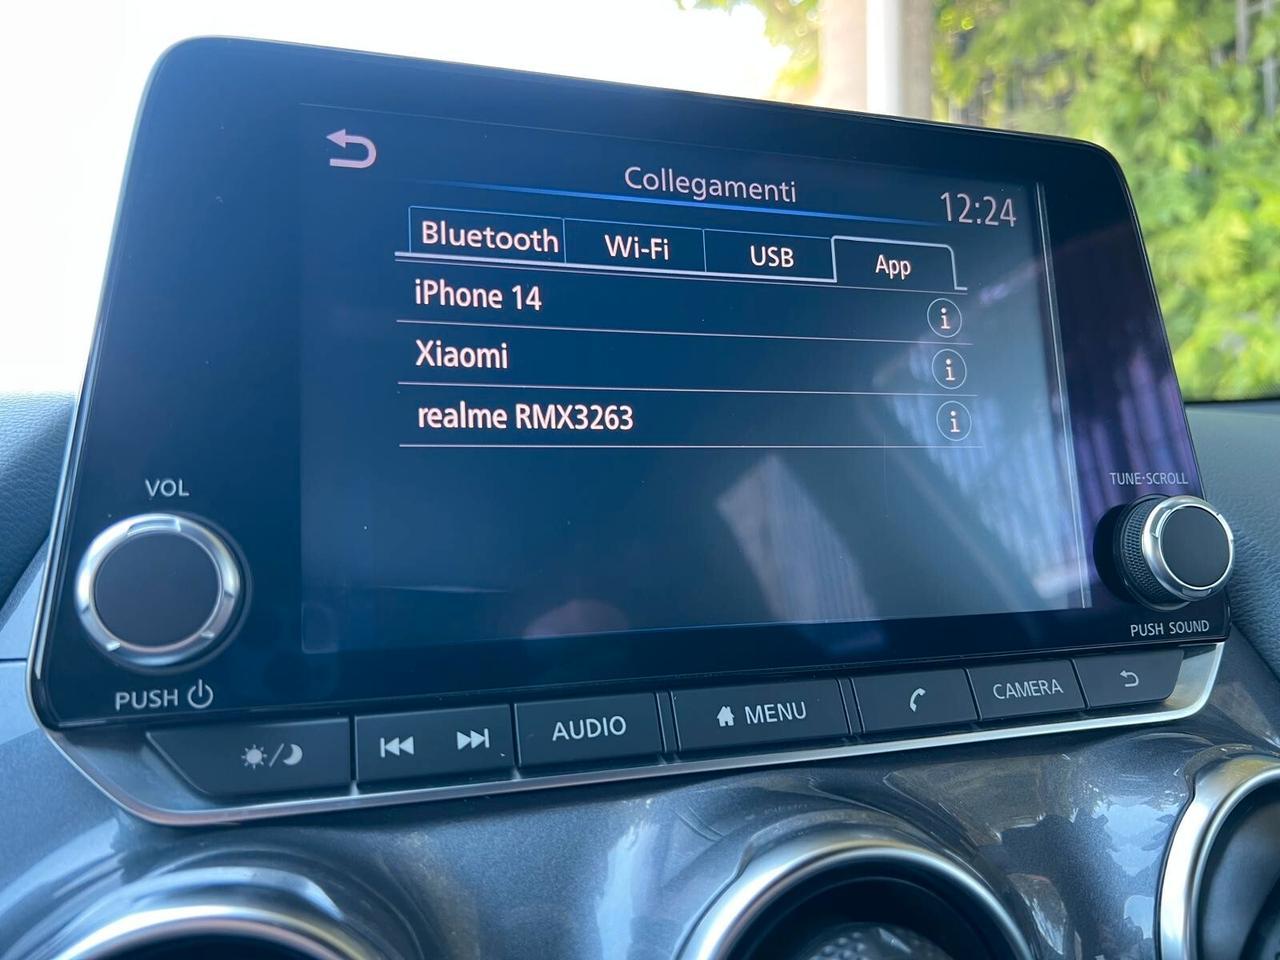 Collegamenti
12:24
Bluetooth Wi-Fi USB App
iPhone 14
Xiaomi
realme RMX3263
VOL
TUNE·SCROLL
PUSH
PUSH SOUND
AUDIO MENU CAMERA